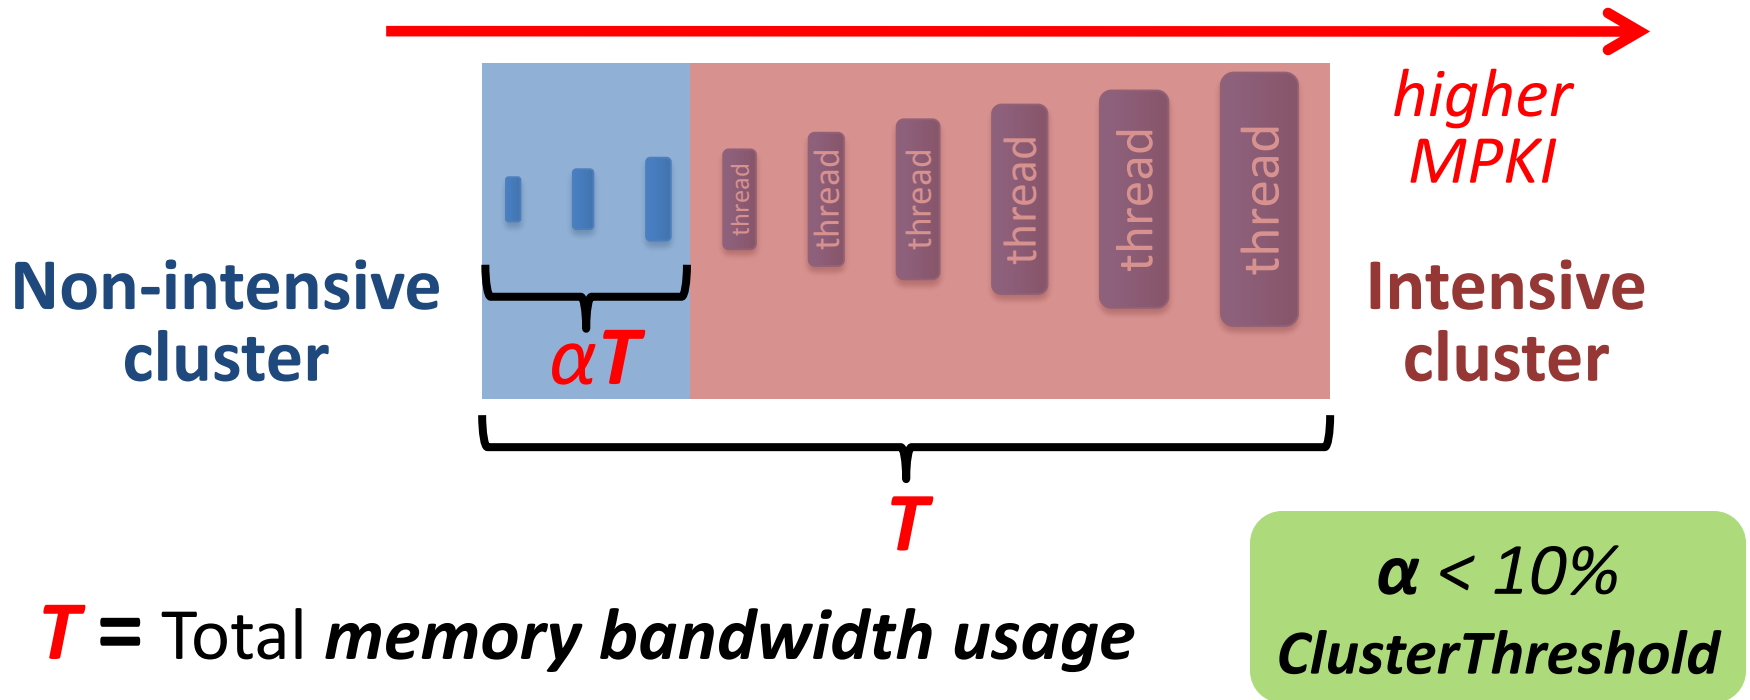 higher
MPKI
thread
thread
thread
thread
thread
thread
Non-intensive
cluster
αT
Intensive
cluster
T
T = Total memory bandwidth usage
α < 10%
ClusterThreshold